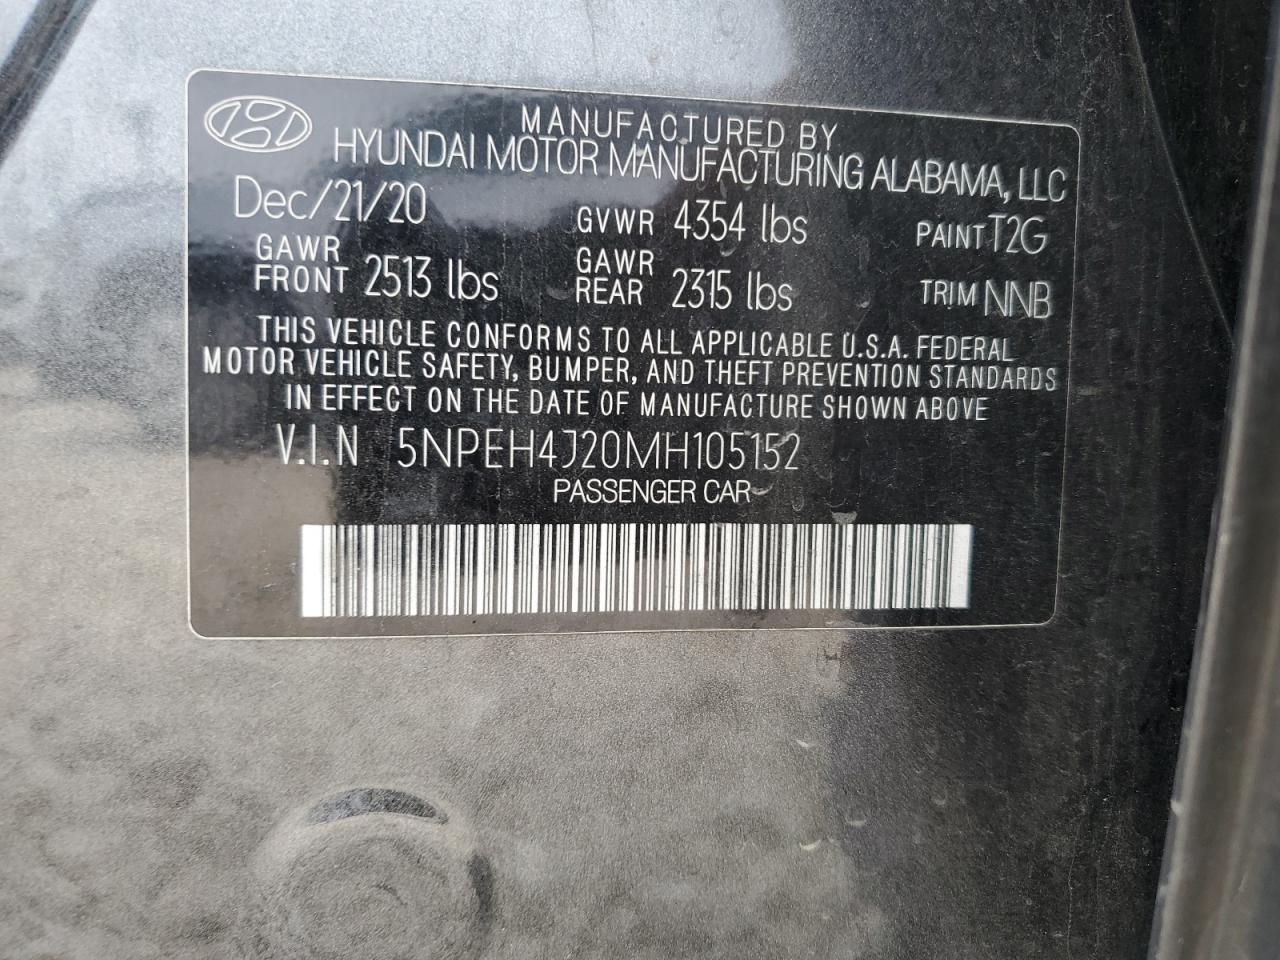 MANUFACTURED BY
HYUNDAI MOTOR MANUFACTURING ALABAMA, LLC
Dec/21/20 GVWR 4354 lbs PAINT T2G
GAWR FRONT 2513 lbs GAWR REAR 2315 lbs TRIM NNB
THIS VEHICLE CONFORMS TO ALL APPLICABLE U.S.A. FEDERAL
MOTOR VEHICLE SAFETY, BUMPER, AND THEFT PREVENTION STANDARDS
IN EFFECT ON THE DATE OF MANUFACTURE SHOWN ABOVE
V.I.N 5NPEH4J20MH105152
PASSENGER CAR